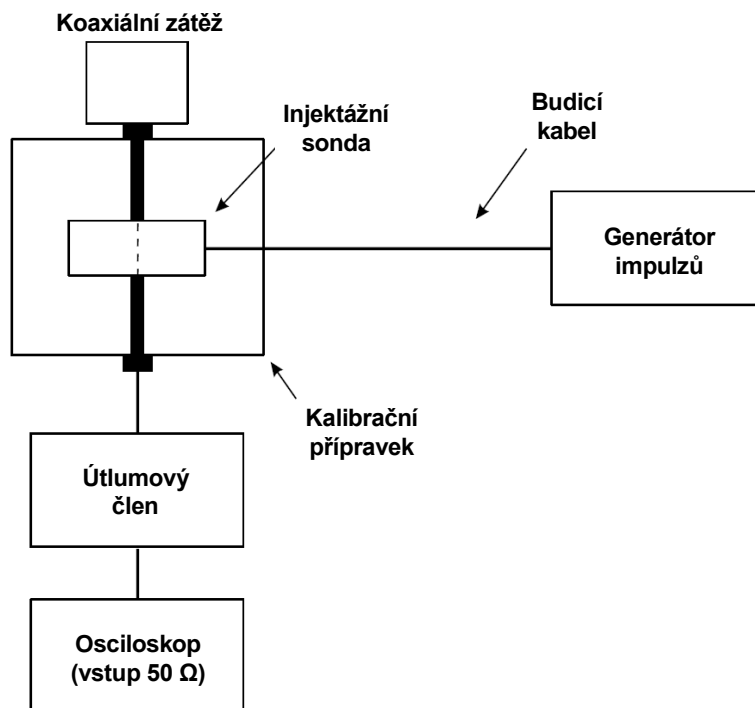 Koaxiální zátěž
Injektážní
sonda
Budicí
kabel
Generátor
impulzů
Kalibrační
přípravek
Útlumový
člen
Osciloskop
(vstup 50 Ω)